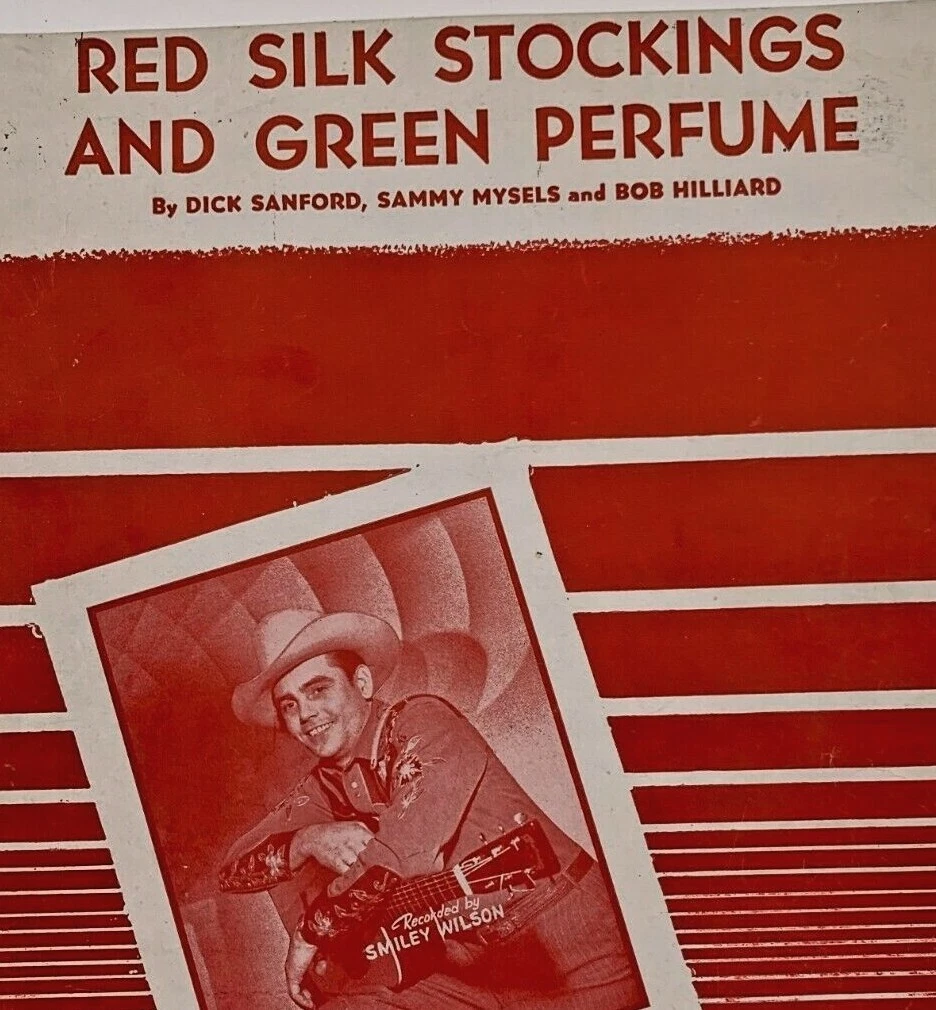 RED SILK STOCKINGS
AND GREEN PERFUME
By DICK SANFORD, SAMMY MYSELS and BOB HILLIARD
Recorded by
SMILEY WILSON